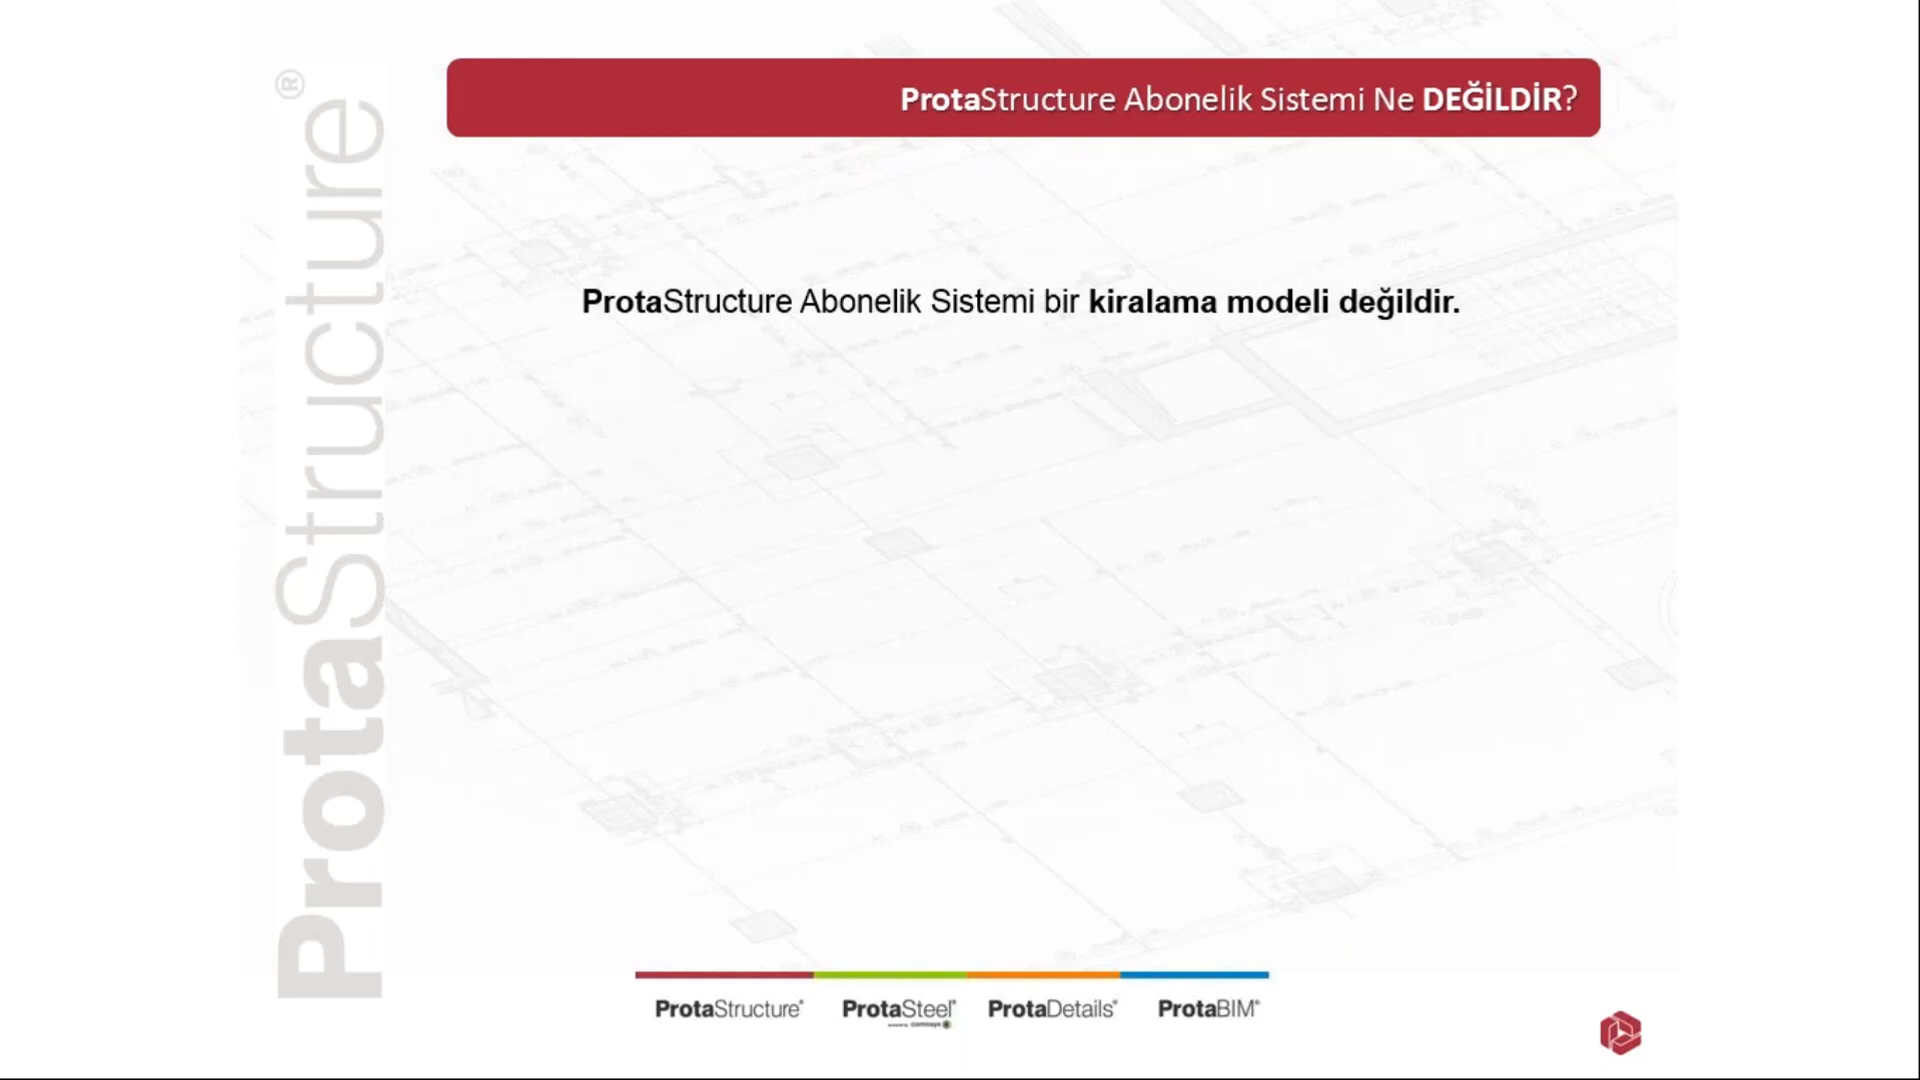 ProtaStructure®
ProtaStructure Abonelik Sistemi Ne DEĞİLDİR?
ProtaStructure Abonelik Sistemi bir kiralama modeli değildir.
ProtaStructure® ProtaSteel® ProtaDetails® ProtaBIM®